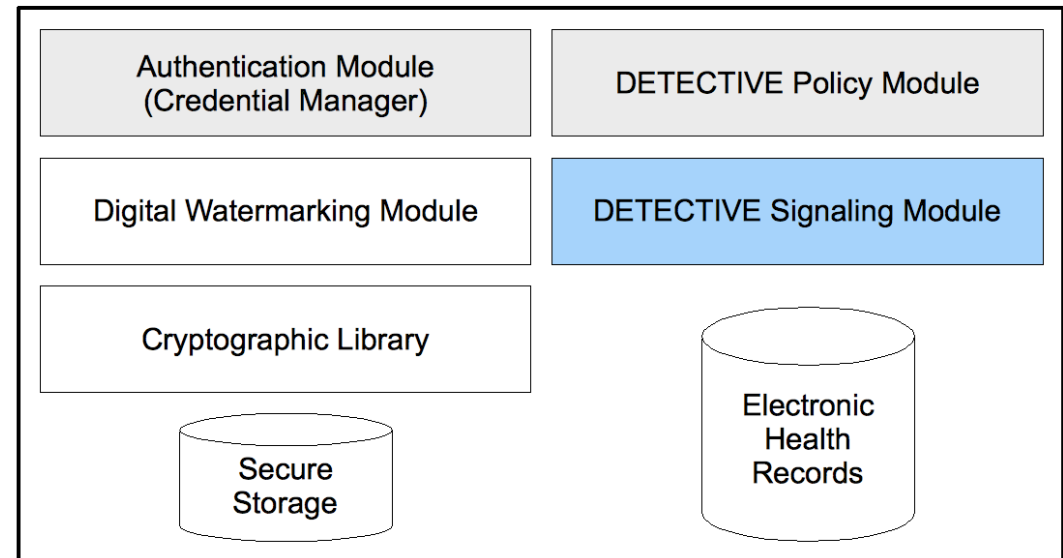 Authentication Module
(Credential Manager)
DETECTIVE Policy Module
Digital Watermarking Module
DETECTIVE Signaling Module
Cryptographic Library
Secure
Storage
Electronic
Health
Records